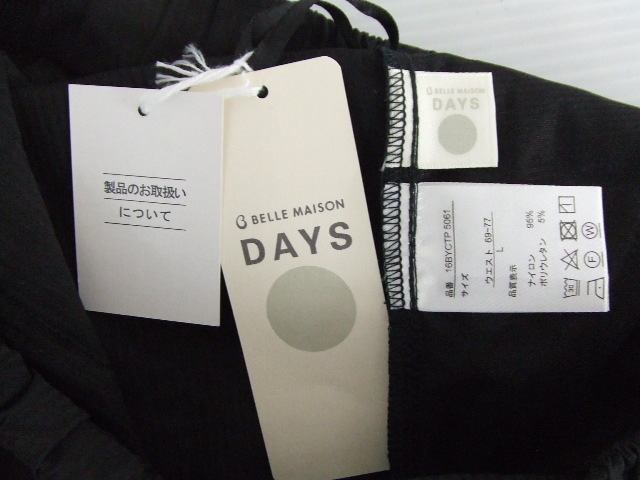 製品のお取扱い
について
BELLE MAISON
DAYS
BELLE MAISON
DAYS
品番 16BYCTP 5061
サイズ
ウエスト 69~77
L
品質表示
ナイロン 95%
ポリウレタン 5%